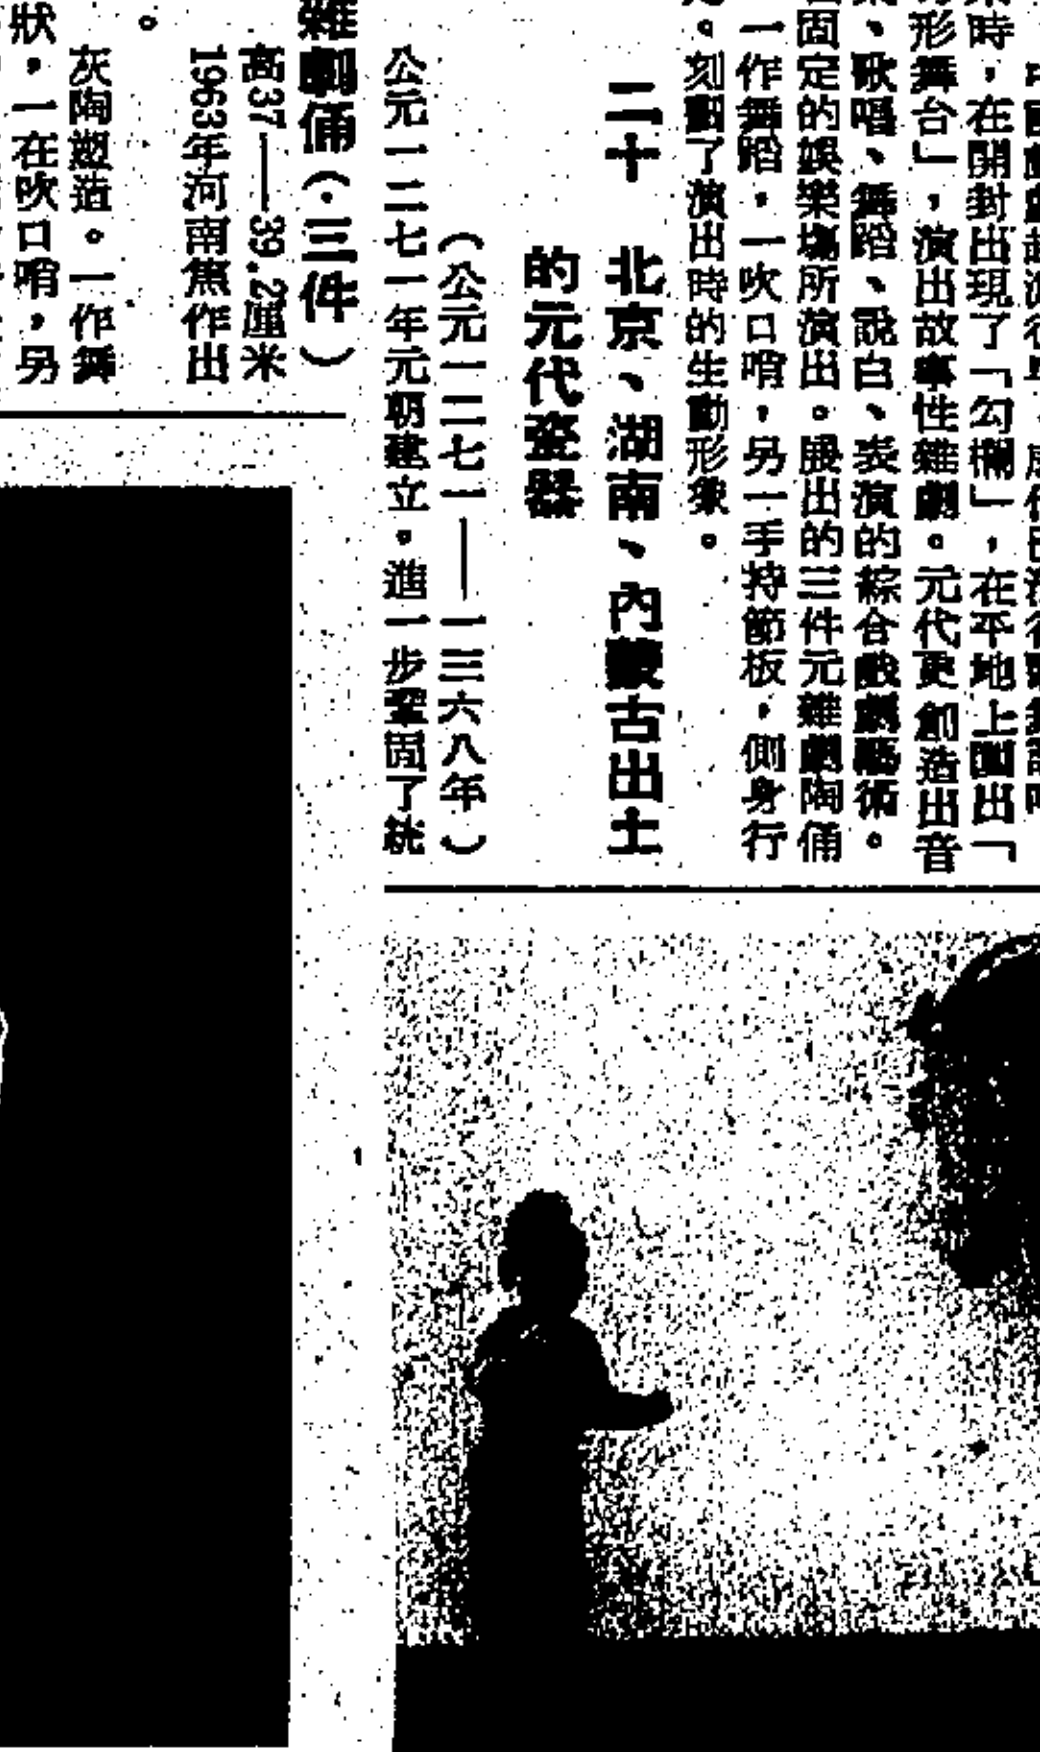 時，在開封出現了「勾欄」，在平地上圍出「
形舞台」，演出故事性雜劇。元代更創造出音
、歌唱、舞蹈、說白、表演的綜合戲劇藝術。
固定的娛樂場所演出。展出的三件元雜劇陶俑
一作舞蹈，一吹口哨，另一手持節板，側身行
。刻劃了演出時的生動形象。
二十　北京、湖南、內蒙古出土
的元代瓷器
（公元一二七一——一三六八年）
公元一二七一年元朝建立。進一步鞏固了統
雜劇俑（．三件）
高37——39.2厘米
1963年河南焦作出
灰陶塑造。一作舞
狀，一在吹口哨，另